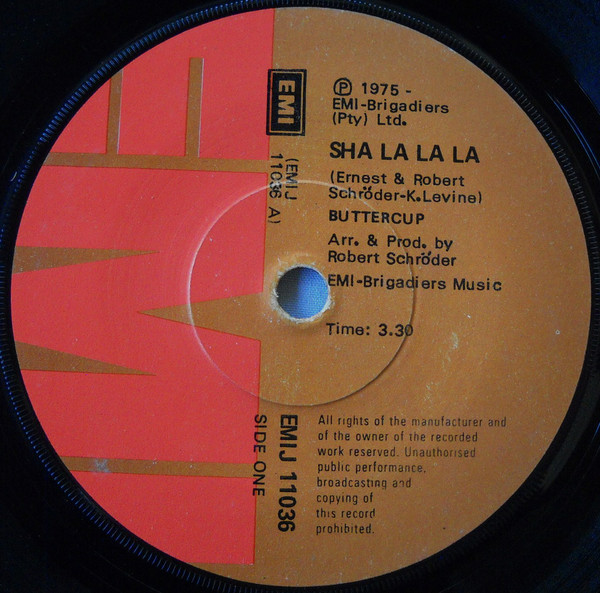 EMI
EMI
℗ 1975 -
EMI-Brigadiers
(Pty) Ltd.
SHA LA LA LA
(Ernest & Robert
Schröder-K.Levine)
BUTTERCUP
Arr. & Prod. by
Robert Schröder
EMI-Brigadiers Music
Time: 3.30
(EMIJ
11036 A)
EMIJ 11036
SIDE ONE
All rights of the manufacturer and
of the owner of the recorded
work reserved. Unauthorised
public performance,
broadcasting and
copying of
this record
prohibited.